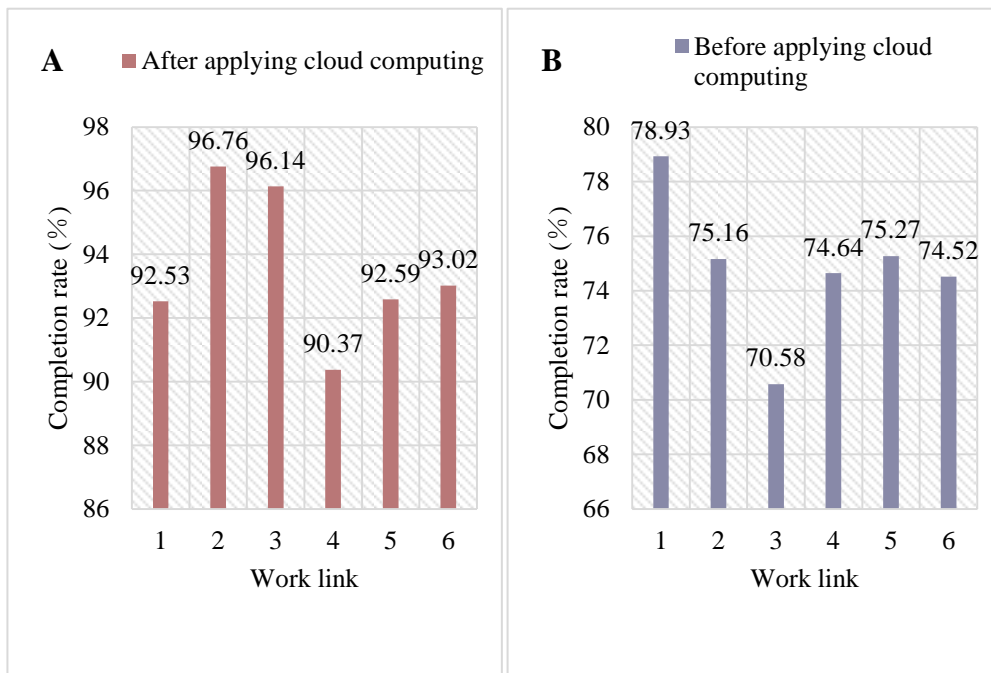 A
After applying cloud computing
98
96
94
92
90
88
86
92.53
96.76
96.14
90.37
92.59
93.02
1 2 3 4 5 6
Completion rate (%)
Work link
B
Before applying cloud
computing
80
78
76
74
72
70
68
66
78.93
75.16
70.58
74.64
75.27
74.52
1 2 3 4 5 6
Completion rate (%)
Work link